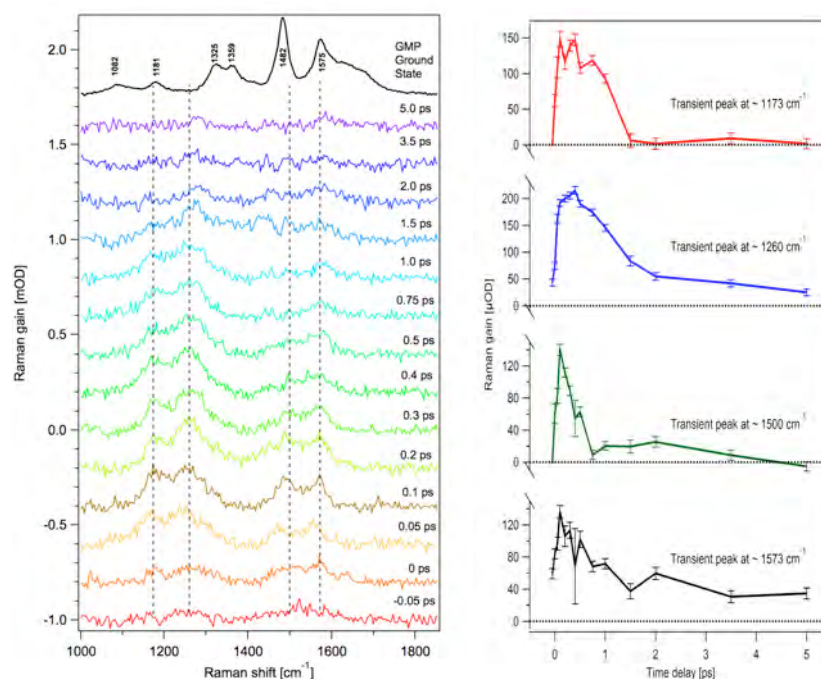 2.0
1.5
1.0
0.5
0.0
-0.5
-1.0
Raman gain [mOD]
1082
1181
1325
1359
1482
1575
GMP
Ground
State
5.0 ps
3.5 ps
2.0 ps
1.5 ps
1.0 ps
0.75 ps
0.5 ps
0.4 ps
0.3 ps
0.2 ps
0.1 ps
0.05 ps
0 ps
-0.05 ps
1000
1200
1400
1600
1800
Raman shift [cm⁻¹]
150
100
50
0
Transient peak at ~ 1173 cm⁻¹
200
150
100
50
0
Transient peak at ~ 1260 cm⁻¹
Raman gain [µOD]
120
80
40
0
Transient peak at ~ 1500 cm⁻¹
120
80
40
0
Transient peak at ~ 1573 cm⁻¹
0
1
2
3
4
5
Time delay [ps]